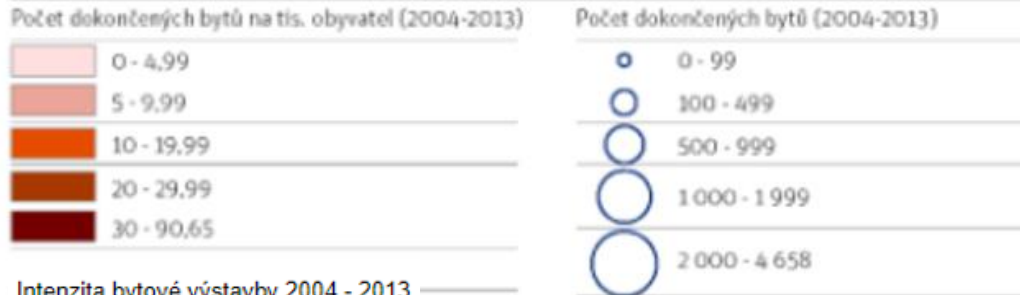 Počet dokončených bytů na tis. obyvatel (2004-2013)
0 - 4,99
5 - 9,99
10 - 19,99
20 - 29,99
30 - 90,65
Intenzita bytové výstavby 2004 - 2013
Počet dokončených bytů (2004-2013)
0 - 99
100 - 499
500 - 999
1 000 - 1 999
2 000 - 4 658